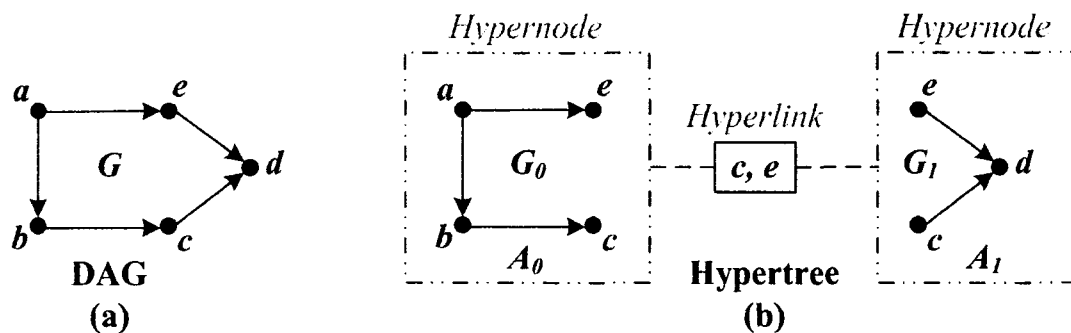 Hypernode
Hypernode
a
e
a
e
e
Hyperlink
G
d
G₀
c, e
G₁
d
b
c
b
c
c
DAG
A₀
Hypertree
A₁
(a)
(b)